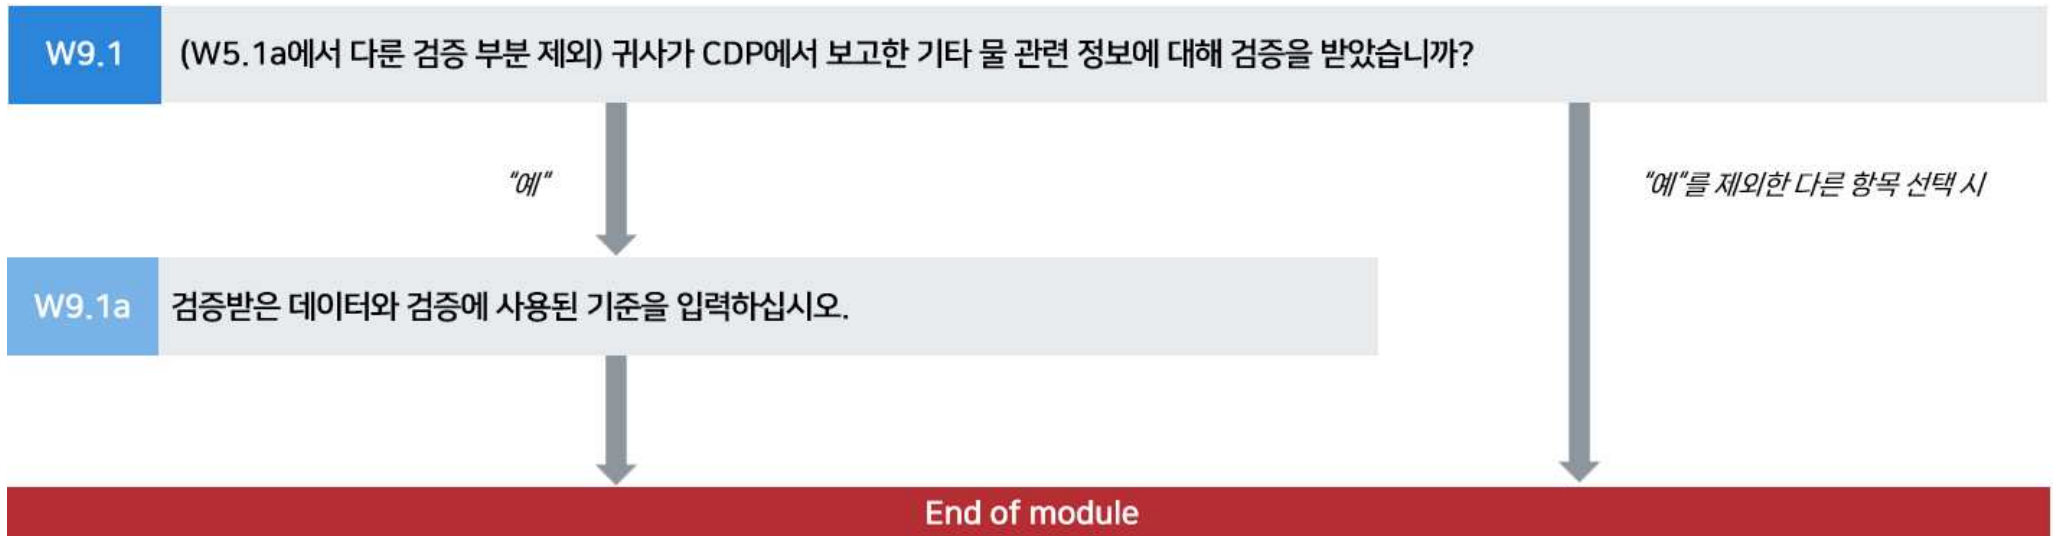 W9.1 (W5.1a에서 다룬 검증 부분 제외) 귀사가 CDP에서 보고한 기타 물 관련 정보에 대해 검증을 받았습니까?
"예" "예"를 제외한 다른 항목 선택 시
W9.1a 검증받은 데이터와 검증에 사용된 기준을 입력하십시오.
End of module